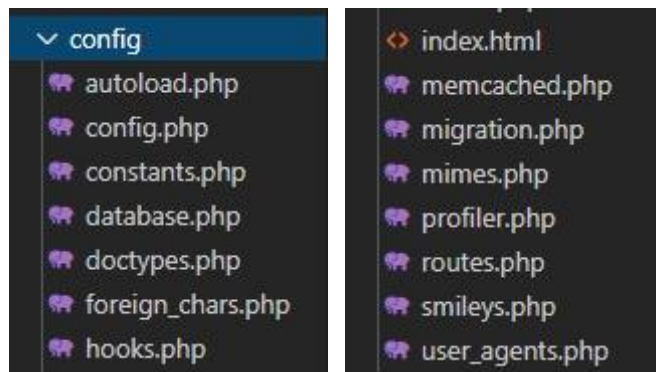 config
autoload.php
config.php
constants.php
database.php
doctypes.php
foreign_chars.php
hooks.php
index.html
memcached.php
migration.php
mimes.php
profiler.php
routes.php
smileys.php
user_agents.php